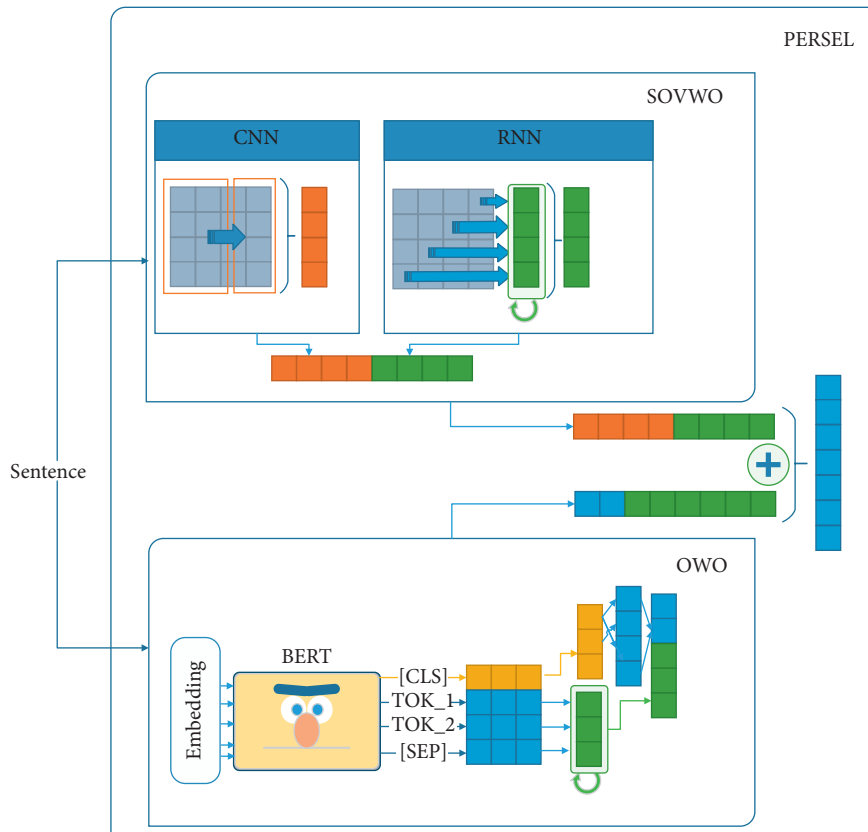 PERSEL
SOVWO
CNN
RNN
Sentence
OWO
BERT
Embedding
[CLS]
TOK_1
TOK_2
[SEP]